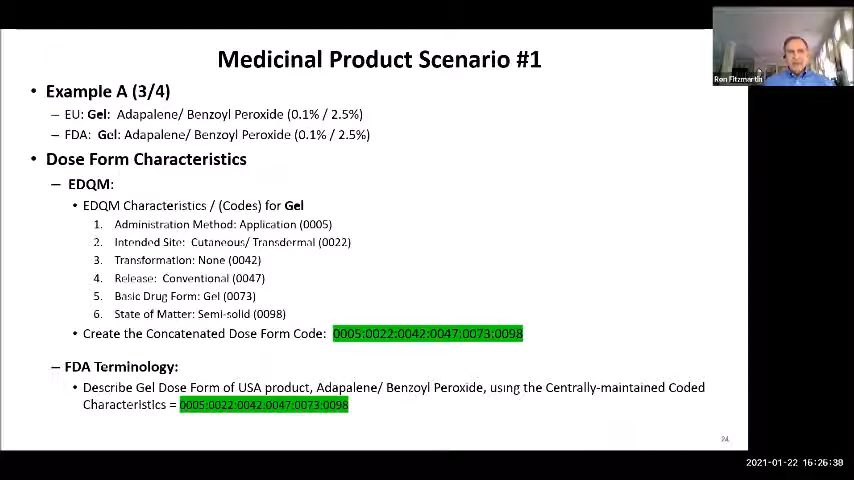 Medicinal Product Scenario #1
Ron Fitzmartin
• Example A (3/4)
– EU: Gel: Adapalene/ Benzoyl Peroxide (0.1% / 2.5%)
– FDA: Gel: Adapalene/ Benzoyl Peroxide (0.1% / 2.5%)
• Dose Form Characteristics
– EDQM:
• EDQM Characteristics / (Codes) for Gel
1. Administration Method: Application (0005)
2. Intended Site: Cutaneous/ Transdermal (0022)
3. Transformation: None (0042)
4. Release: Conventional (0047)
5. Basic Drug Form: Gel (0073)
6. State of Matter: Semi-solid (0098)
• Create the Concatenated Dose Form Code: 0005:0022:0042:0047:0073:0098
– FDA Terminology:
• Describe Gel Dose Form of USA product, Adapalene/ Benzoyl Peroxide, using the Centrally-maintained Coded
Characteristics = 0005:0022:0042:0047:0073:0098
24
2021-01-22 16:26:38